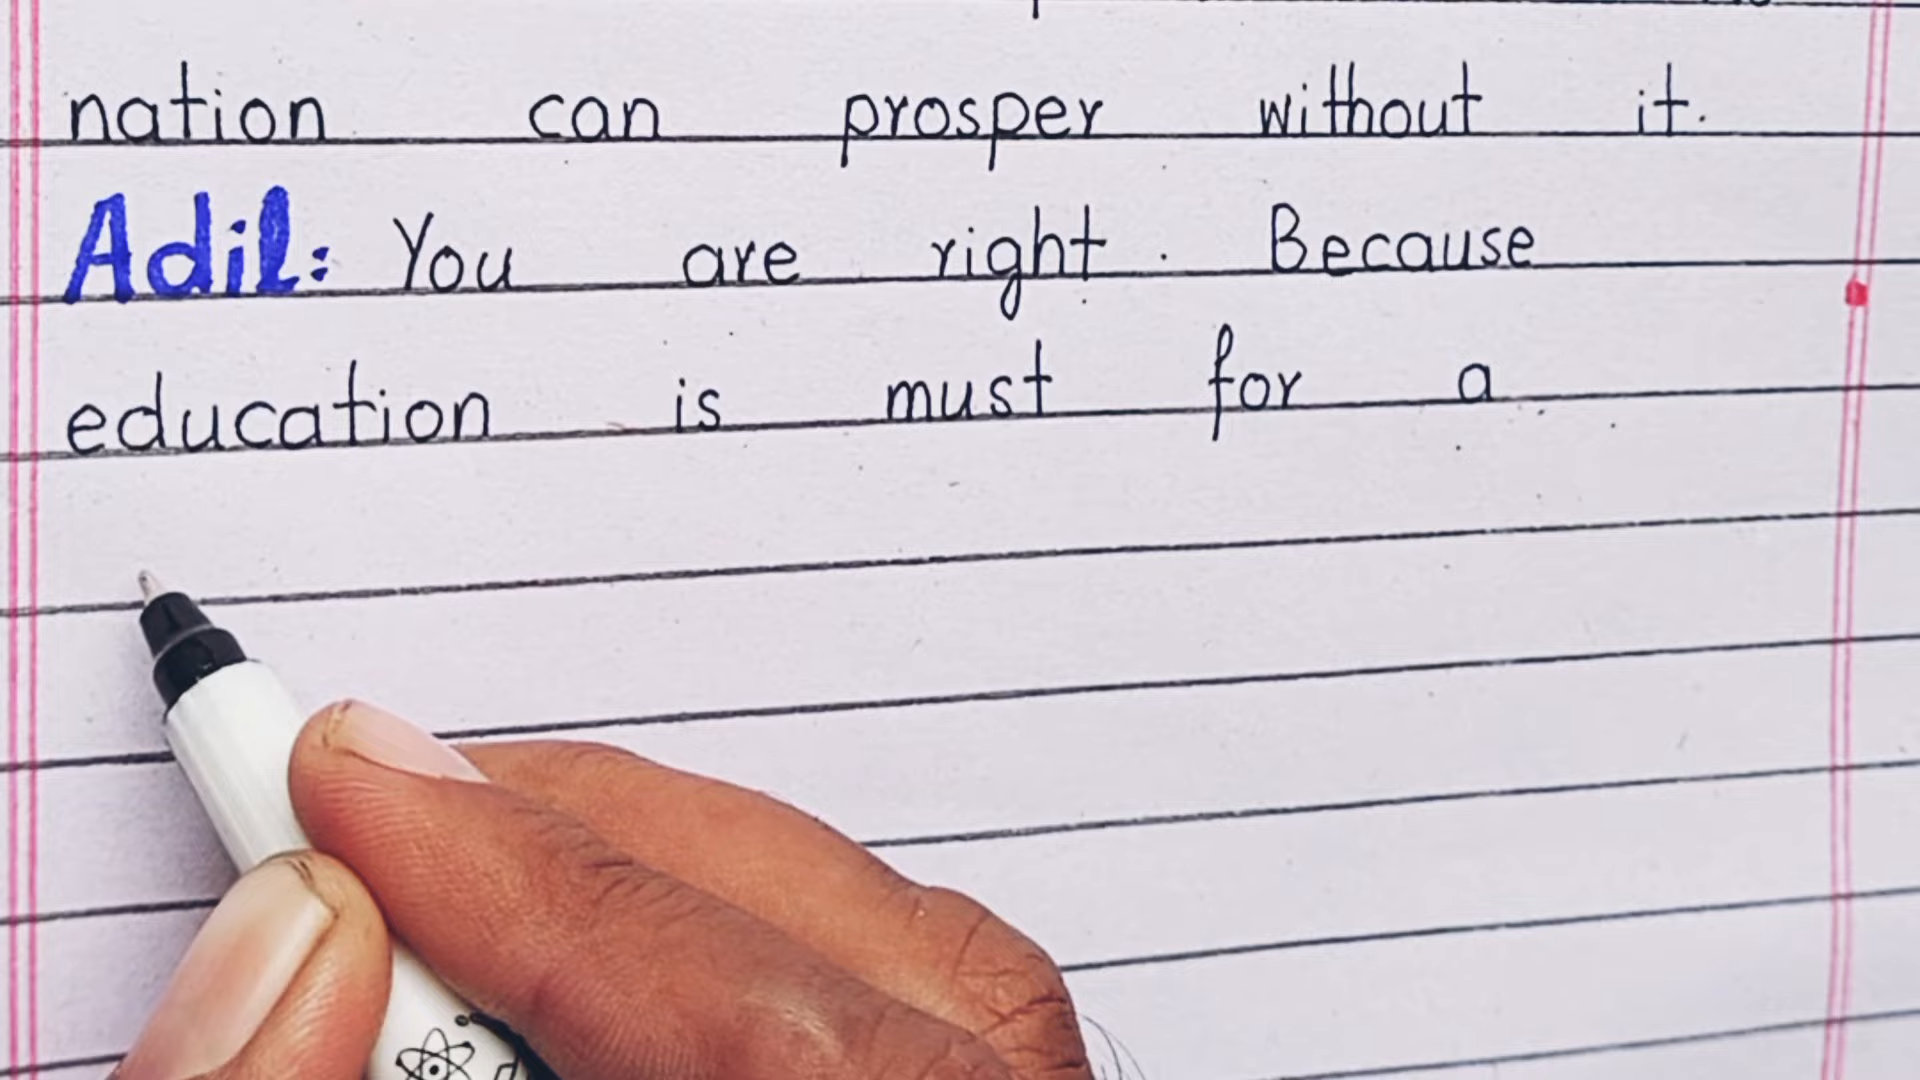 nation can prosper without it.
Adil: You are right. Because
education is must for a